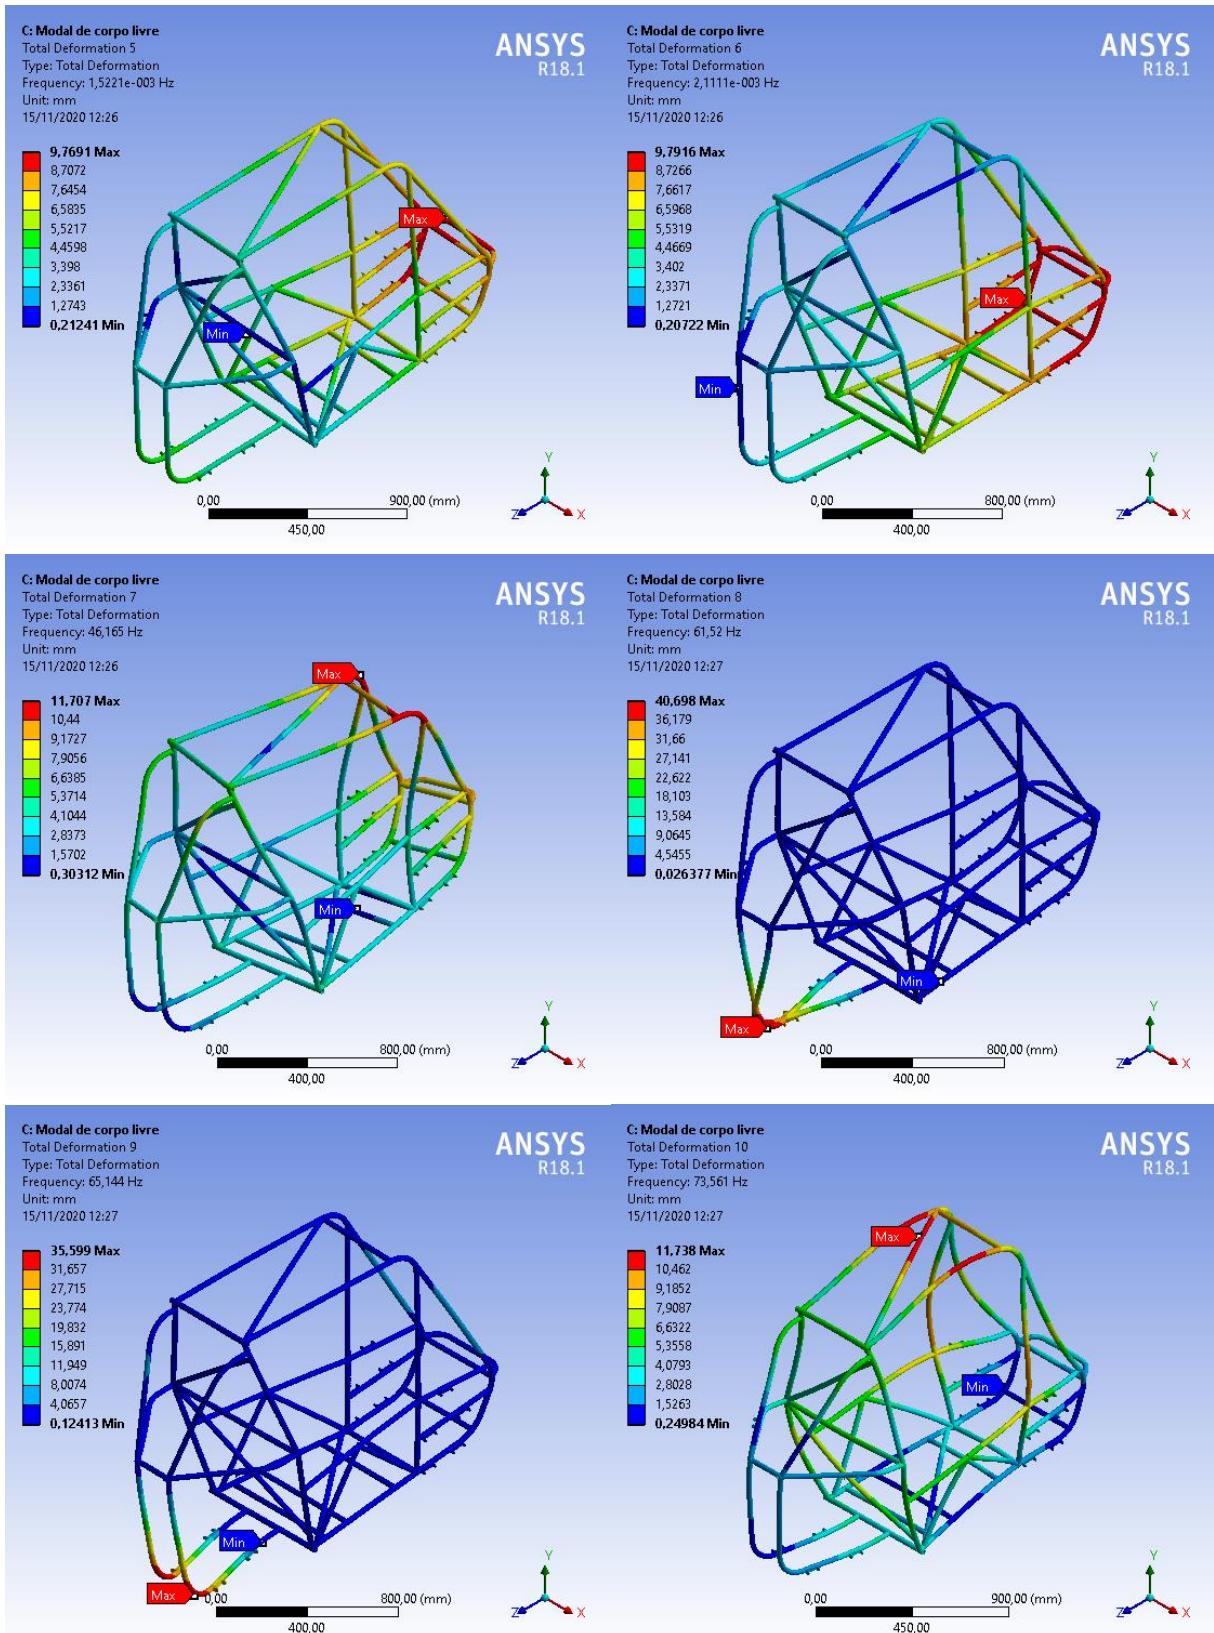 C: Modal de corpo livre
Total Deformation 5
Type: Total Deformation
Frequency: 1,5221e-003 Hz
Unit: mm
15/11/2020 12:26
ANSYS
R18.1
9,7691 Max
8,7072
7,6454
6,5835
5,5217
4,4598
3,398
2,3361
1,2743
0,21241 Min
Max
Min
0,00
900,00 (mm)
450,00
Y
Z
X
C: Modal de corpo livre
Total Deformation 6
Type: Total Deformation
Frequency: 2,1111e-003 Hz
Unit: mm
15/11/2020 12:26
ANSYS
R18.1
9,7916 Max
8,7266
7,6617
6,5968
5,5319
4,4669
3,402
2,3371
1,2721
0,20722 Min
Max
Min
0,00
800,00 (mm)
400,00
Y
Z
X
C: Modal de corpo livre
Total Deformation 7
Type: Total Deformation
Frequency: 46,165 Hz
Unit: mm
15/11/2020 12:26
ANSYS
R18.1
Max
11,707 Max
10,44
9,1727
7,9056
6,6385
5,3714
4,1044
2,8373
1,5702
0,30312 Min
Min
0,00
800,00 (mm)
400,00
Y
Z
X
C: Modal de corpo livre
Total Deformation 8
Type: Total Deformation
Frequency: 61,52 Hz
Unit: mm
15/11/2020 12:27
ANSYS
R18.1
40,698 Max
36,179
31,66
27,141
22,622
18,103
13,584
9,0645
4,5455
0,026377 Min
Min
Max
0,00
800,00 (mm)
400,00
Y
Z
X
C: Modal de corpo livre
Total Deformation 9
Type: Total Deformation
Frequency: 65,144 Hz
Unit: mm
15/11/2020 12:27
ANSYS
R18.1
35,599 Max
31,657
27,715
23,774
19,832
15,891
11,949
8,0074
4,0657
0,12413 Min
Min
Max
0,00
800,00 (mm)
400,00
Y
Z
X
C: Modal de corpo livre
Total Deformation 10
Type: Total Deformation
Frequency: 73,561 Hz
Unit: mm
15/11/2020 12:27
ANSYS
R18.1
Max
11,738 Max
10,462
9,1852
7,9087
6,6322
5,3558
4,0793
2,8028
1,5263
0,24984 Min
Min
0,00
900,00 (mm)
450,00
Y
Z
X